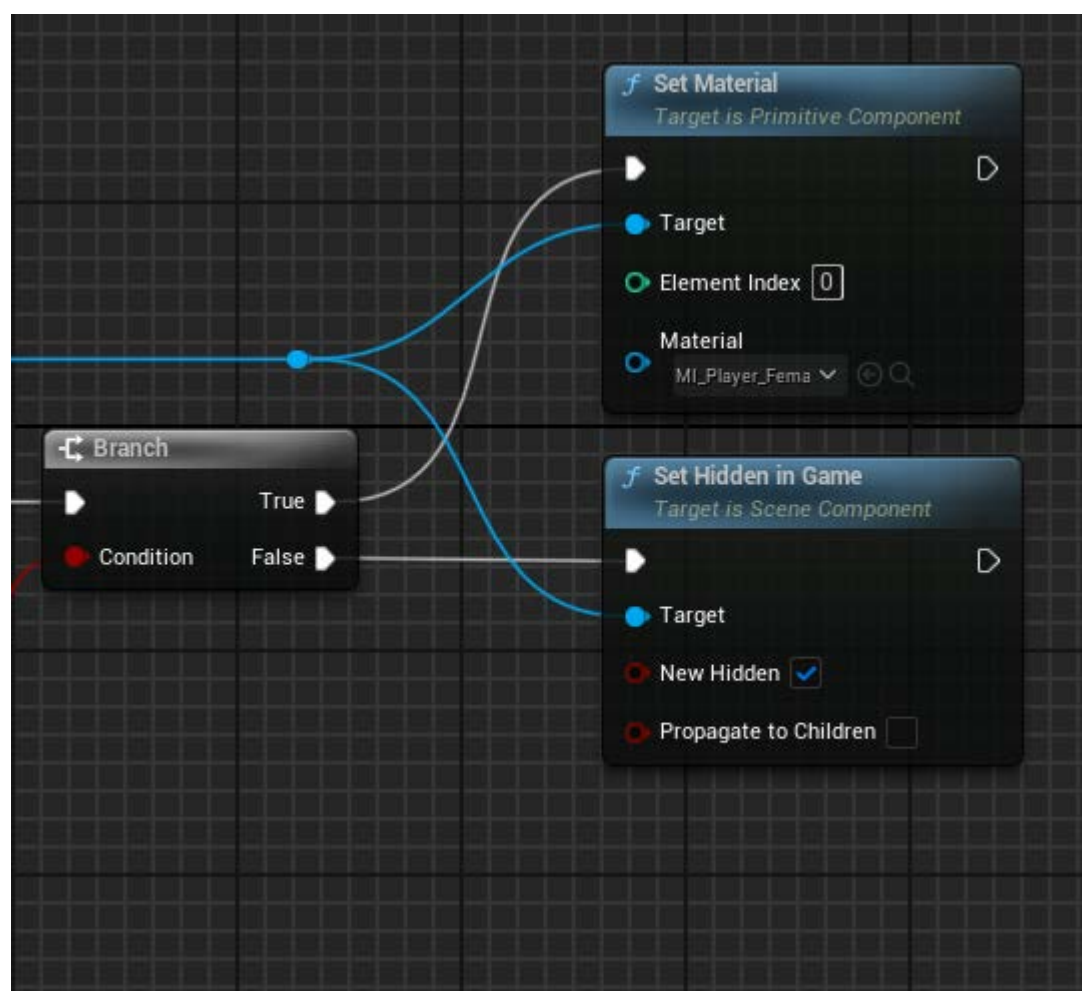 Set Material
Target is Primitive Component
Target
Element Index 0
Material
MI_Player_Fema
Branch
True
Condition False
Set Hidden in Game
Target is Scene Component
Target
New Hidden
Propagate to Children